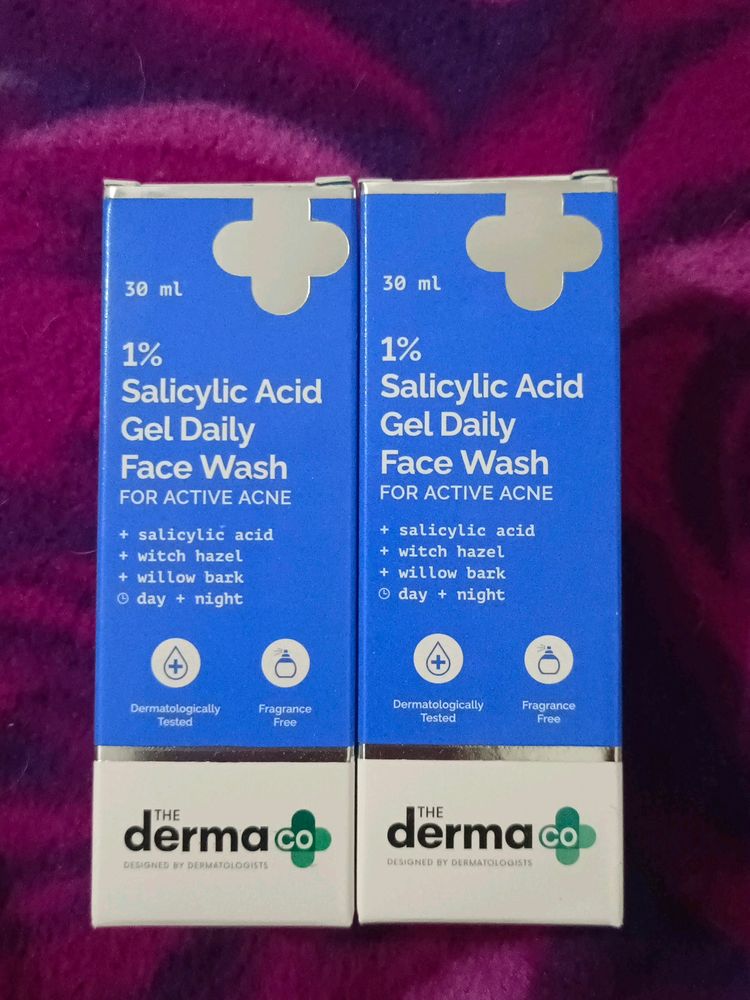 30 ml
1%
Salicylic Acid
Gel Daily
Face Wash
FOR ACTIVE ACNE
+ salicylic acid
+ witch hazel
+ willow bark
day + night
Dermatologically
Tested
Fragrance
Free
THE
derma co
DESIGNED BY DERMATOLOGISTS
30 ml
1%
Salicylic Acid
Gel Daily
Face Wash
FOR ACTIVE ACNE
+ salicylic acid
+ witch hazel
+ willow bark
day + night
Dermatologically
Tested
Fragrance
Free
THE
derma co
DESIGNED BY DERMATOLOGISTS